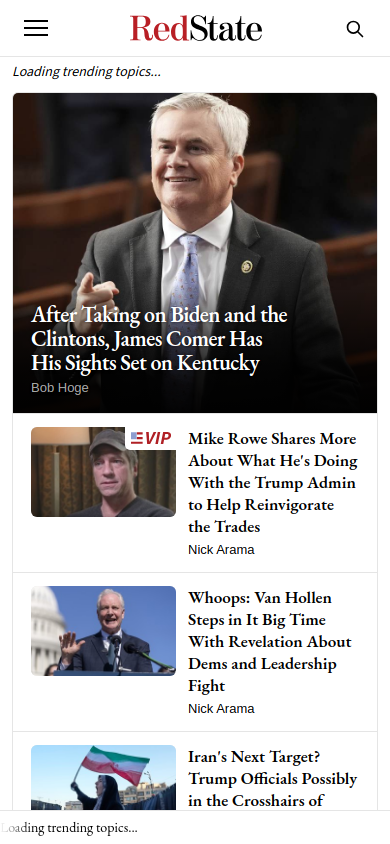 RedState
Loading trending topics...
After Taking on Biden and the
Clintons, James Comer Has
His Sights Set on Kentucky
Bob Hoge
VIP
Mike Rowe Shares More
About What He's Doing
With the Trump Admin
to Help Reinvigorate
the Trades
Nick Arama
Whoops: Van Hollen
Steps in It Big Time
With Revelation About
Dems and Leadership
Fight
Nick Arama
Iran's Next Target?
Trump Officials Possibly
in the Crosshairs of
Loading trending topics...